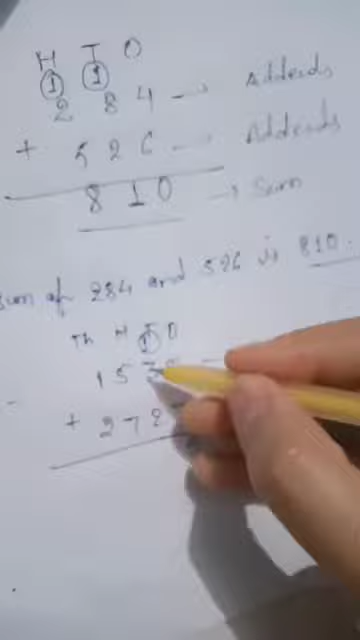 H T O
1 1
2 8 4 → Addends
+ 5 2 6 → Addends
8 1 0 → Sum
sum of 284 and 526 is 810.
Th H T O
1
1 5 3
+ 2 7 2